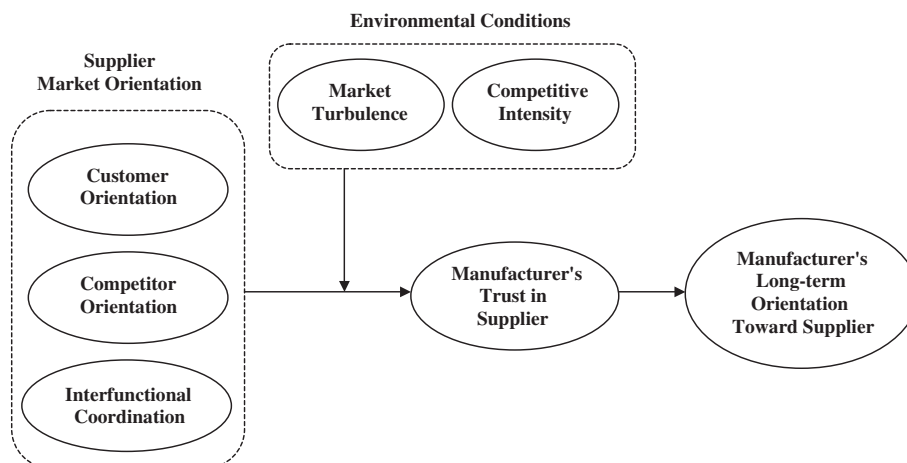 Environmental Conditions
Supplier
Market Orientation
Market
Turbulence
Competitive
Intensity
Customer
Orientation
Competitor
Orientation
Interfunctional
Coordination
Manufacturer's
Trust in
Supplier
Manufacturer's
Long-term
Orientation
Toward Supplier